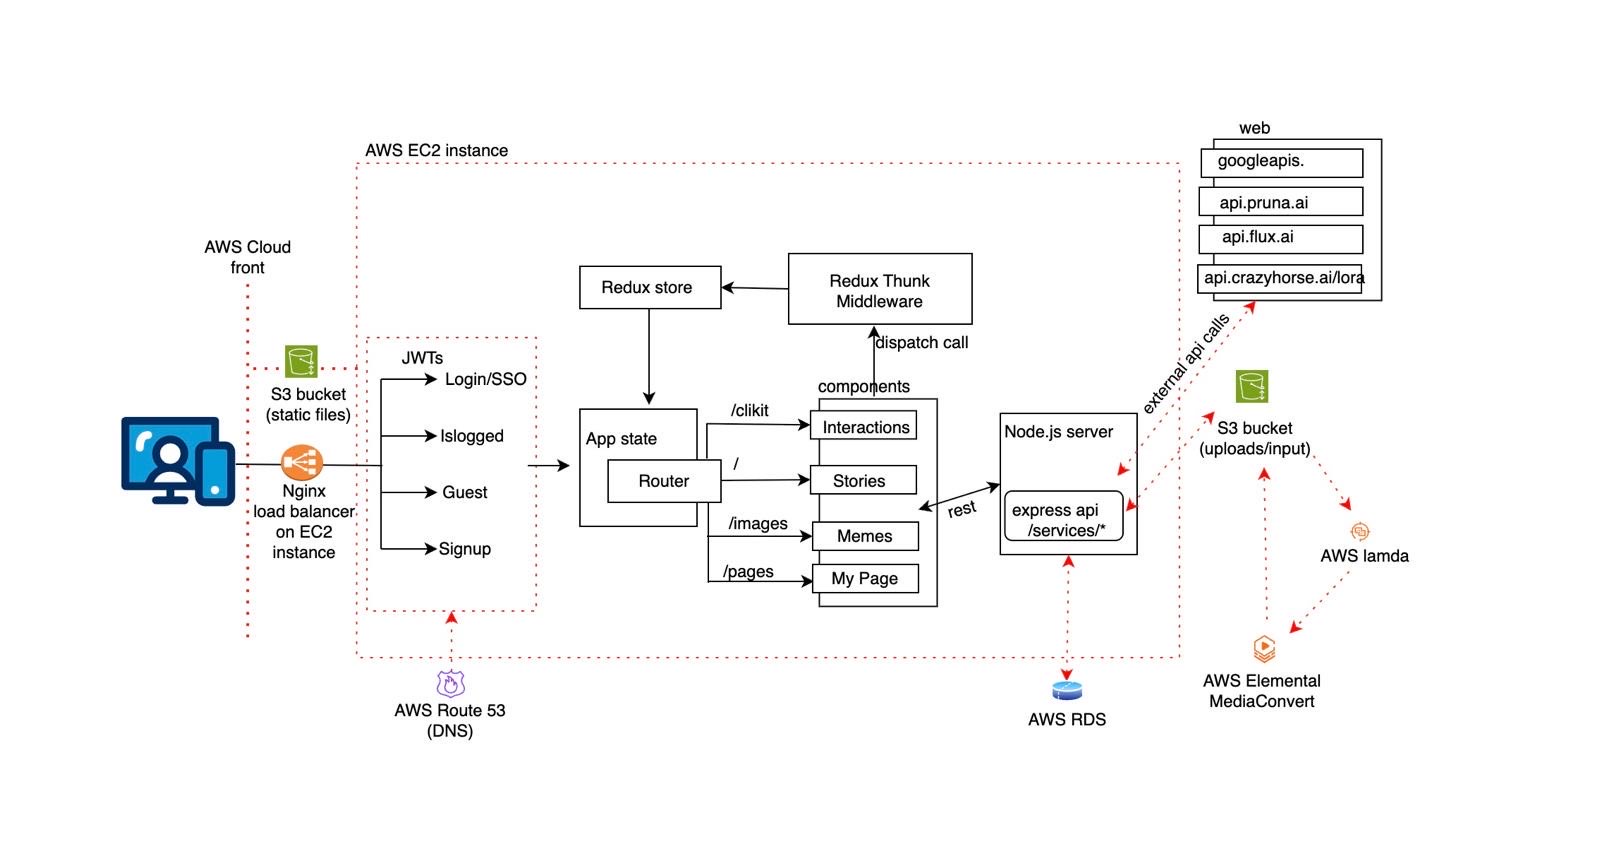 web
AWS EC2 instance
googleapis.
api.pruna.ai
api.flux.ai
api.crazyhorse.ai/lora
AWS Cloud
front
Redux store
Redux Thunk
Middleware
dispatch call
external api calls
JWTs
Login/SSO
Islogged
Guest
Signup
S3 bucket
(static files)
Nginx
load balancer
on EC2
instance
App state
Router
/clikit
/
/images
/pages
components
Interactions
Stories
Memes
My Page
rest
Node.js server
express api
/services/*
S3 bucket
(uploads/input)
AWS lamda
AWS Elemental
MediaConvert
AWS Route 53
(DNS)
AWS RDS